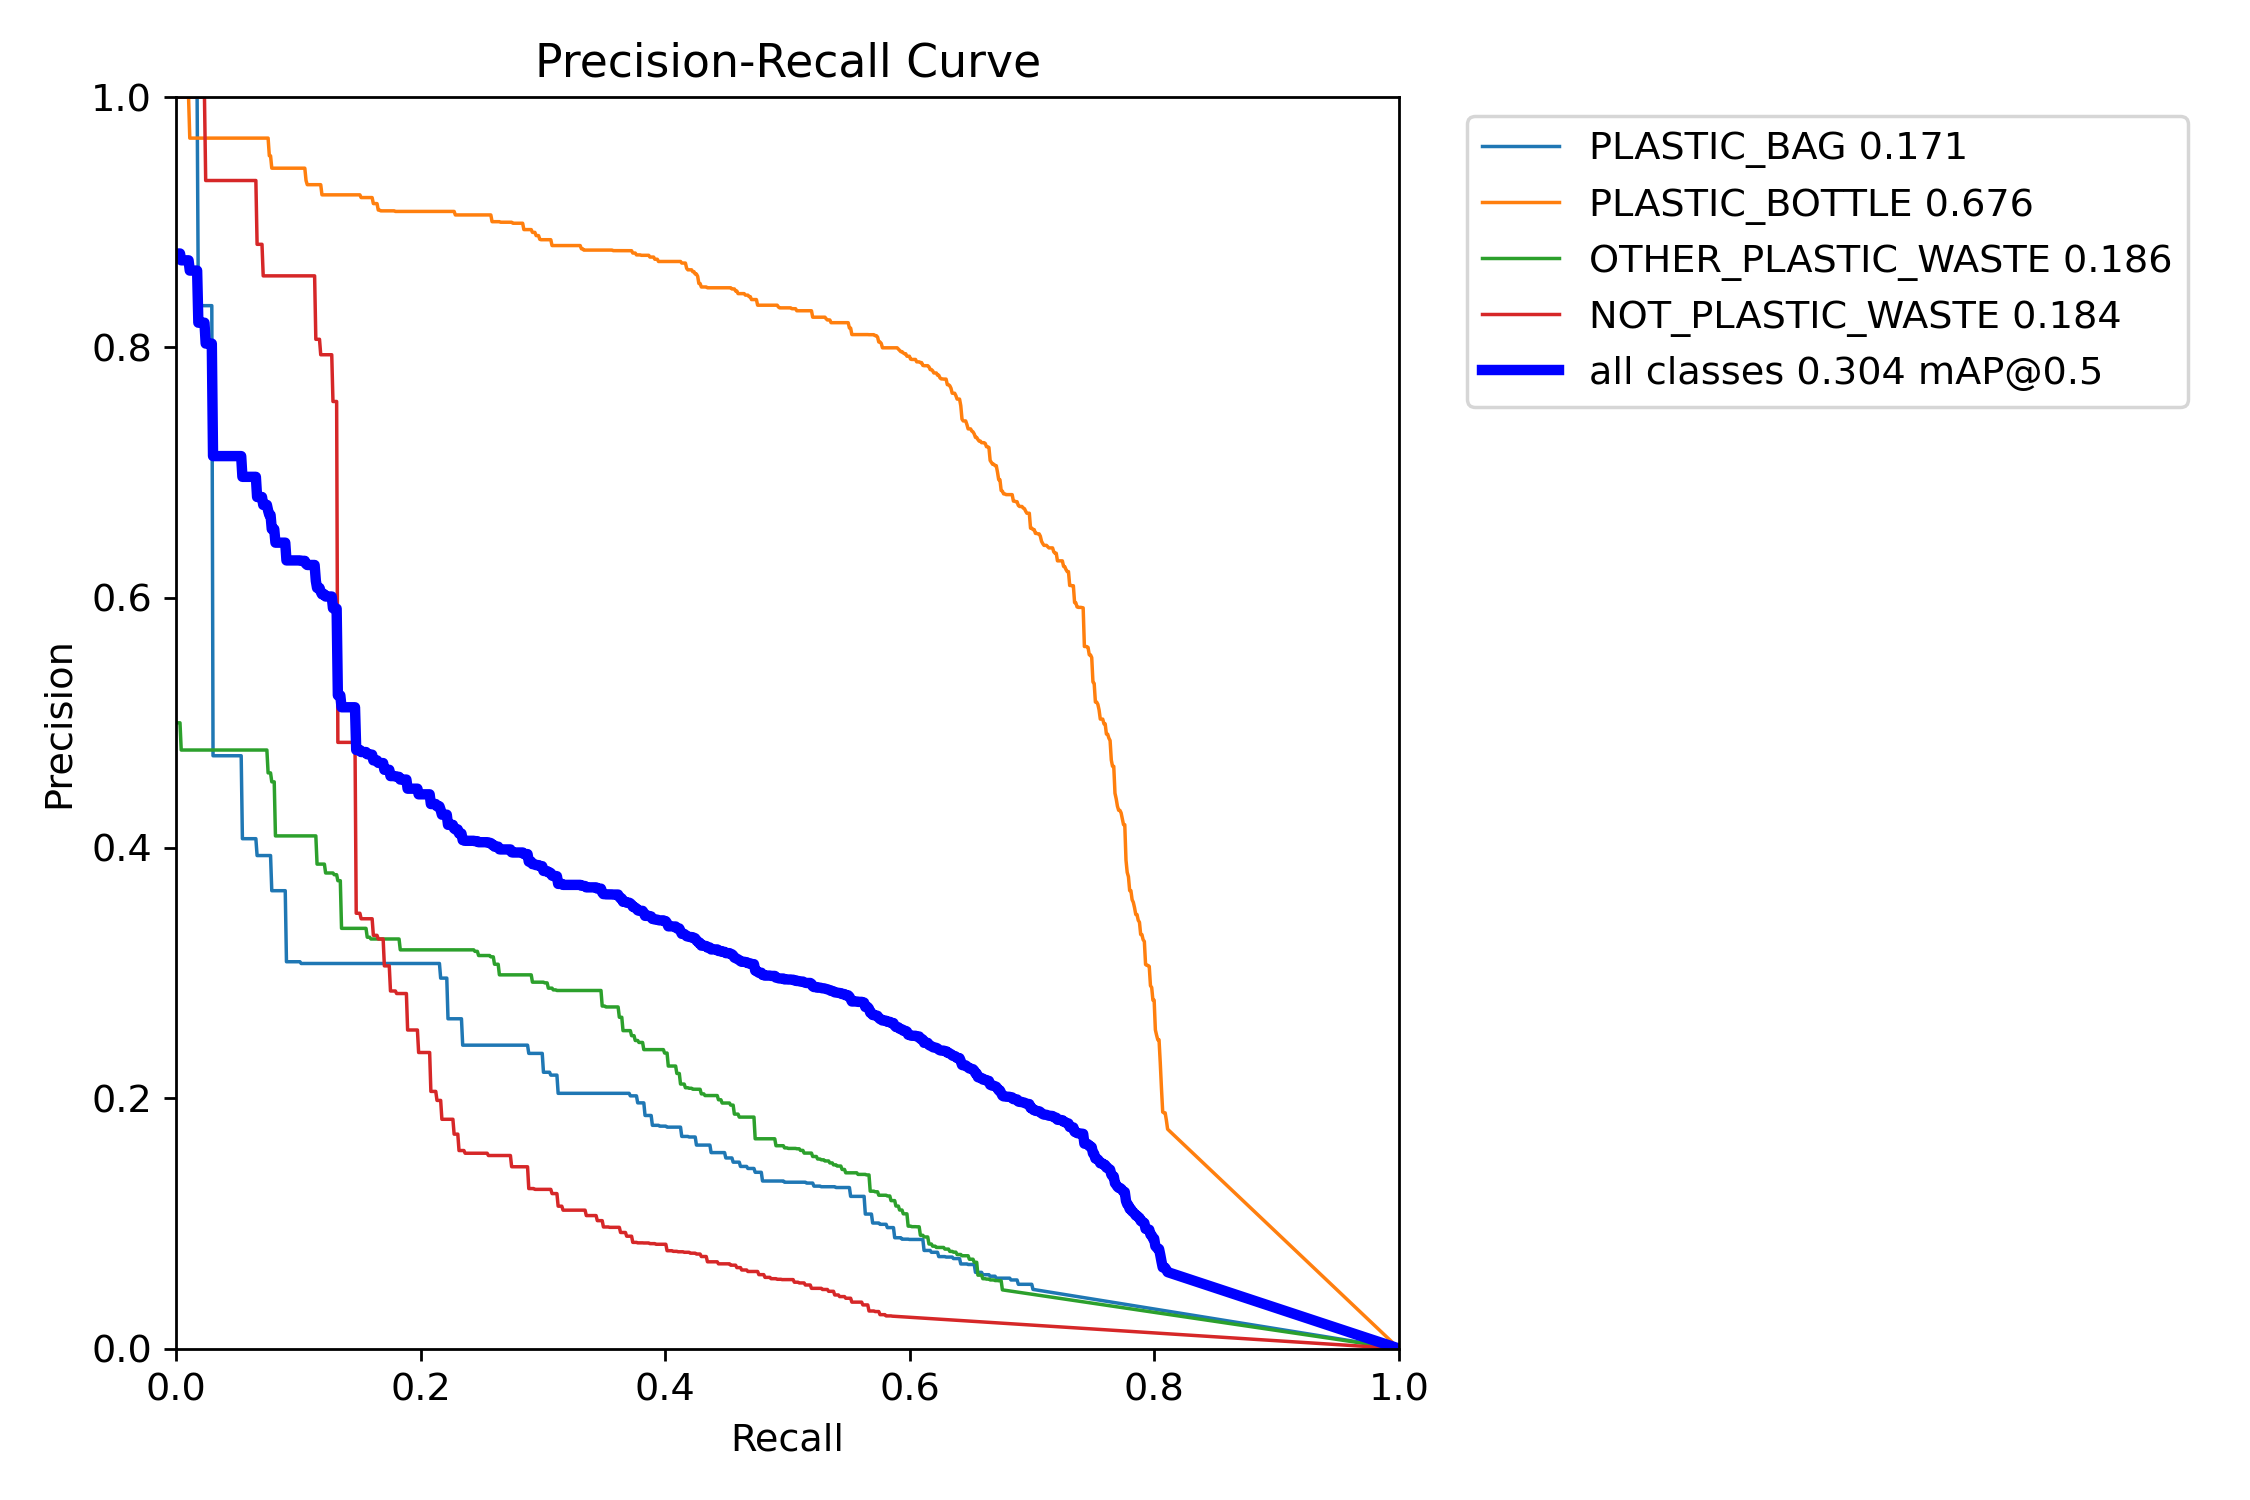 Precision-Recall Curve
1.0
0.8
0.6
0.4
0.2
0.0
Precision
0.0 0.2 0.4 0.6 0.8 1.0
Recall
PLASTIC_BAG 0.171
PLASTIC_BOTTLE 0.676
OTHER_PLASTIC_WASTE 0.186
NOT_PLASTIC_WASTE 0.184
all classes 0.304 mAP@0.5